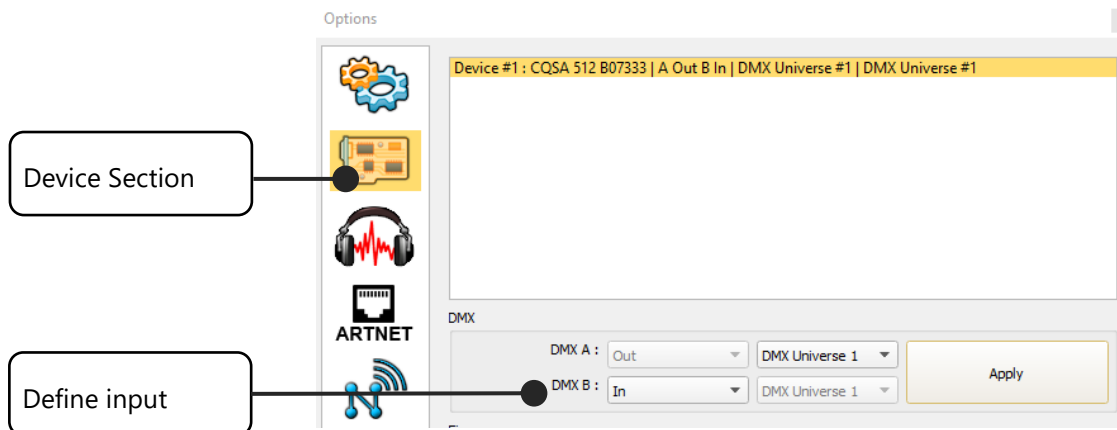 Options
Device #1 : CQSA 512 B07333 | A Out B In | DMX Universe #1 | DMX Universe #1
Device Section
ARTNET
DMX
DMX A : Out DMX Universe 1
Apply
DMX B : In DMX Universe 1
Define input